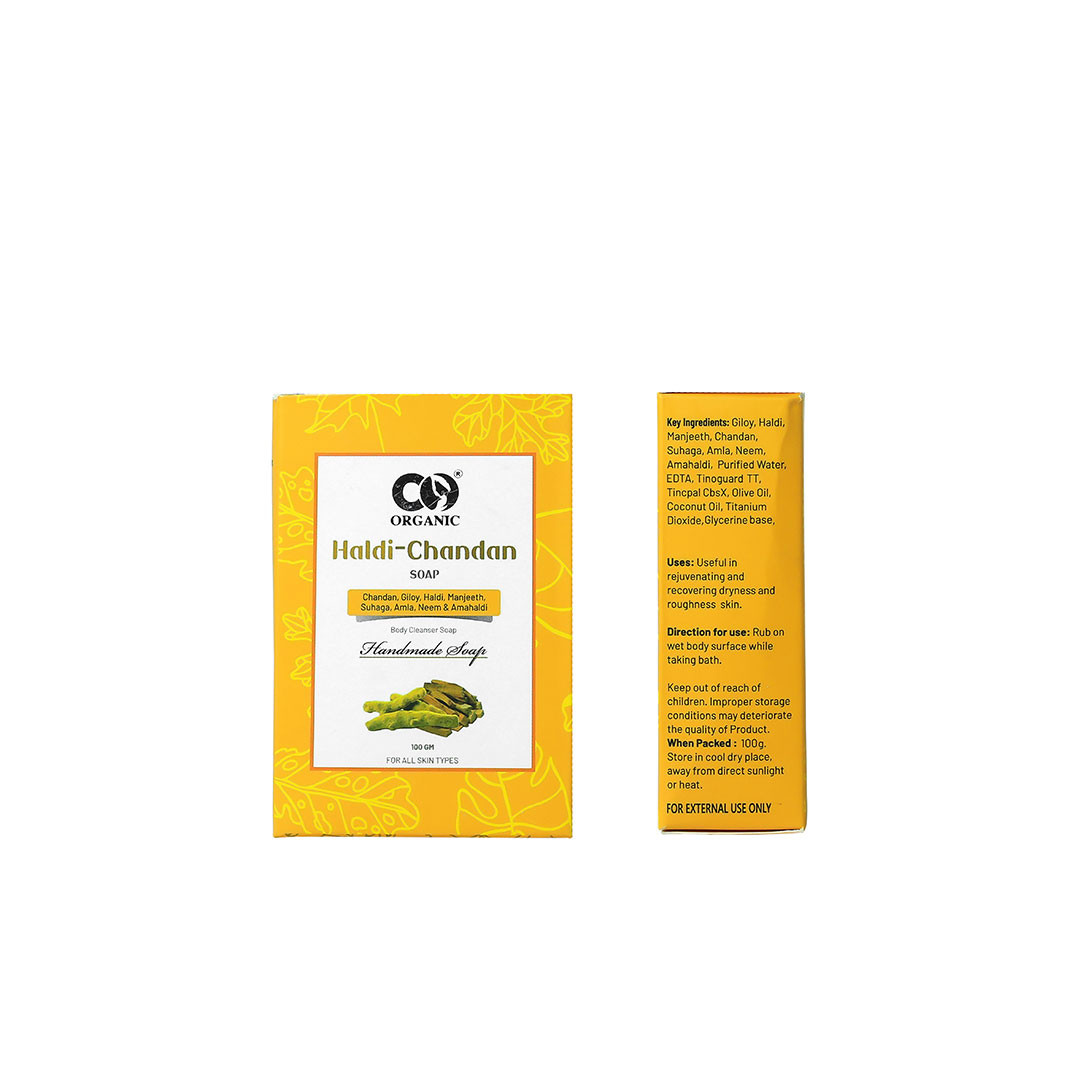 CO®
ORGANIC
Haldi-Chandan
SOAP
Chandan, Giloy, Haldi, Manjeeth,
Suhaga, Amla, Neem & Amahaldi
Body Cleanser Soap
Handmade Soap
100 GM
FOR ALL SKIN TYPES
Key Ingredients: Giloy, Haldi,
Manjeeth, Chandan,
Suhaga, Amla, Neem,
Amahaldi, Purified Water,
EDTA, Tinoguard TT,
Tincpal CbsX, Olive Oil,
Coconut Oil, Titanium
Dioxide,Glycerine base,
Uses: Useful in
rejuvenating and
recovering dryness and
roughness skin.
Direction for use: Rub on
wet body surface while
taking bath.
Keep out of reach of
children. Improper storage
conditions may deteriorate
the quality of Product.
When Packed : 100g.
Store in cool dry place,
away from direct sunlight
or heat.
FOR EXTERNAL USE ONLY